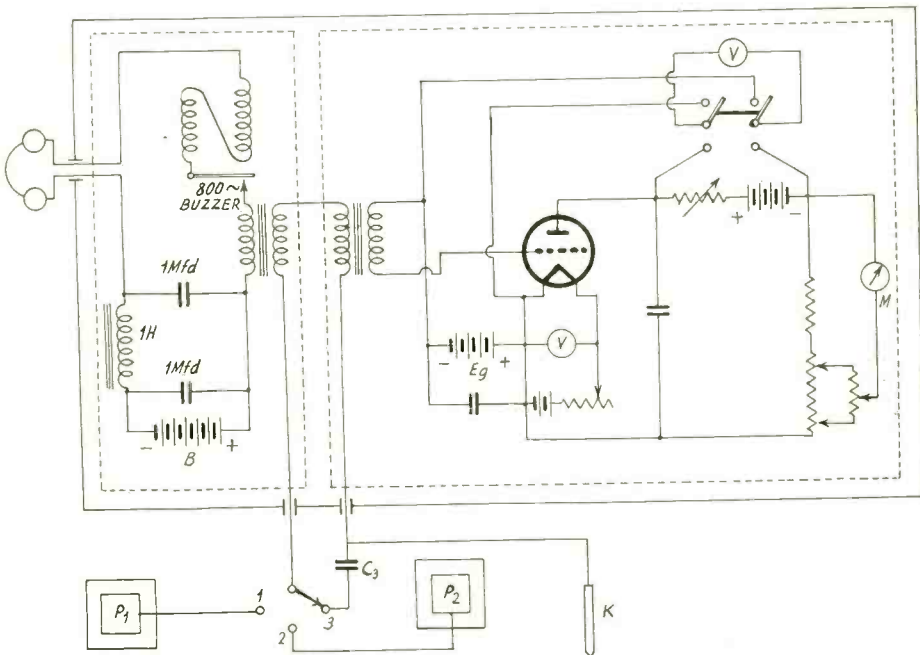 V
800~
BUZZER
1Mfd
+ -
M
1H
V
- Eg +
1Mfd
- B +
C3
P1
1
2
3
P2
K